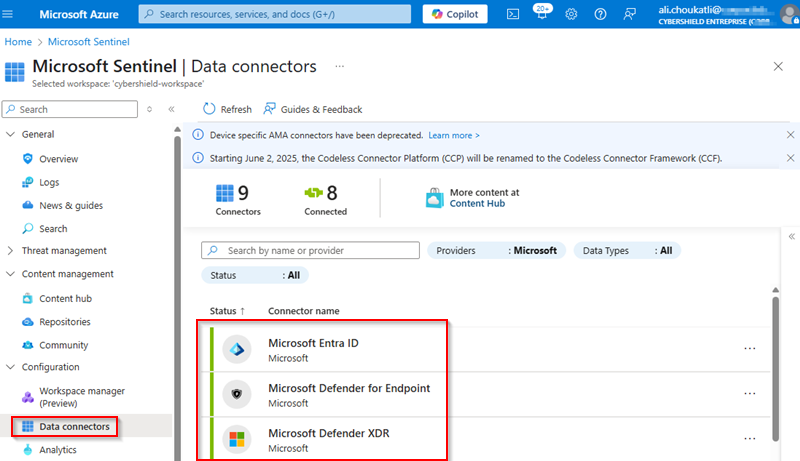 Microsoft Azure
Search resources, services, and docs (G+/)
Copilot
20+
ali.choukatli@
CYBERSHIELD ENTREPRISE
Home > Microsoft Sentinel
Microsoft Sentinel | Data connectors ...
Selected workspace: 'cybershield-workspace'
Search
Refresh
Guides & Feedback
General
Overview
Logs
News & guides
Search
Threat management
Content management
Content hub
Repositories
Community
Configuration
Workspace manager
(Preview)
Data connectors
Analytics
Device specific AMA connectors have been deprecated. Learn more >
Starting June 2, 2025, the Codeless Connector Platform (CCP) will be renamed to the Codeless Connector Framework (CCF).
9
Connectors
8
Connected
More content at
Content Hub
Search by name or provider
Providers : Microsoft
Data Types : All
Status : All
Status ↑
Connector name
Microsoft Entra ID
Microsoft
...
Microsoft Defender for Endpoint
Microsoft
...
Microsoft Defender XDR
Microsoft
...